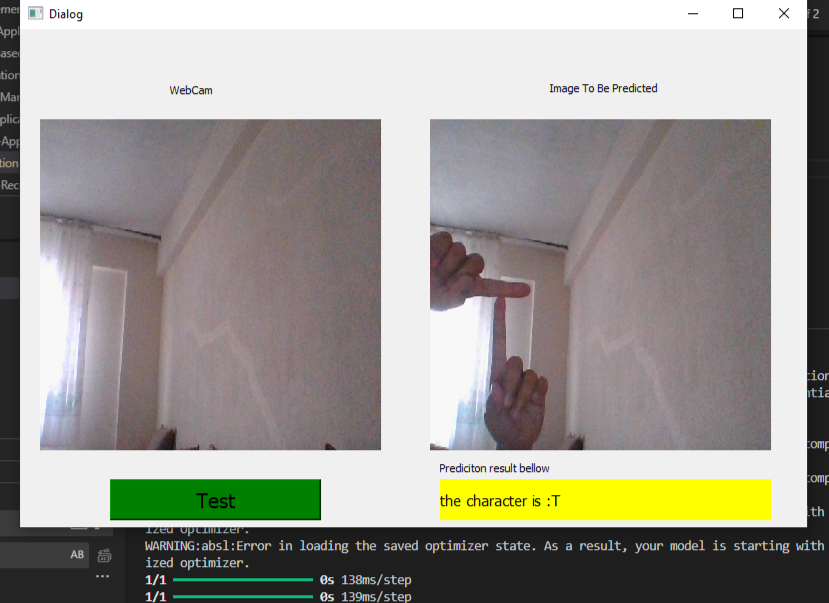 Dialog
f 2
WebCam
Image To Be Predicted
Prediciton result bellow
Test
the character is :T
ized optimizer.
WARNING:absl:Error in loading the saved optimizer state. As a result, your model is starting with
ized optimizer.
AB
1/1 0s 138ms/step
1/1 0s 139ms/step